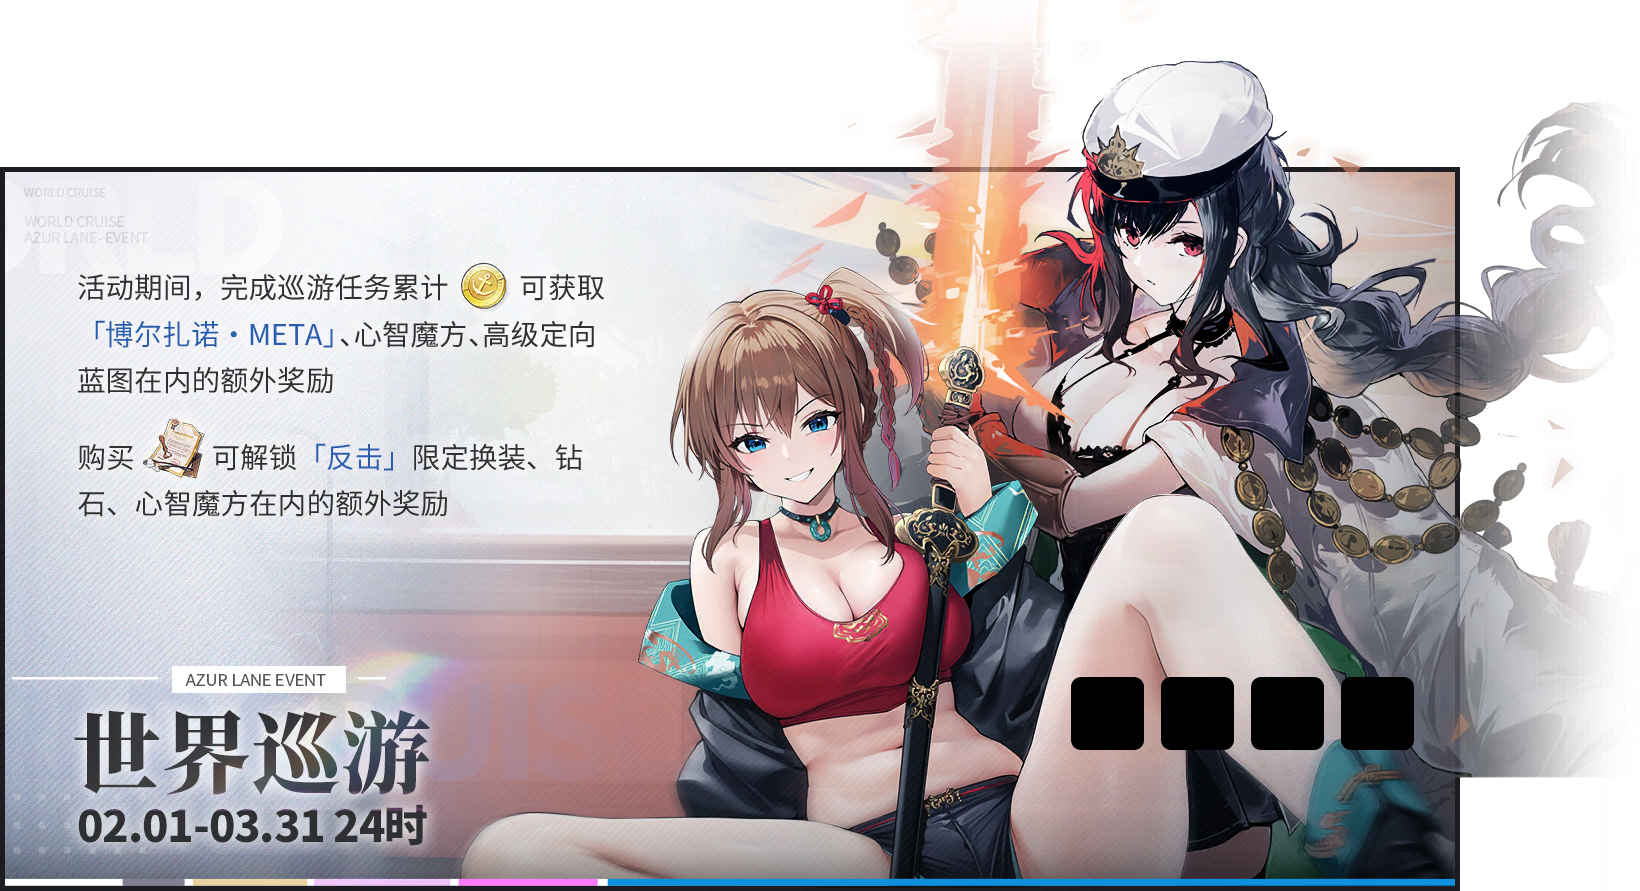 WORLD CRUISE
WORLD CRUISE
AZUR LANE- EVENT
活动期间，完成巡游任务累计 可获取
「博尔扎诺·META」、心智魔方、高级定向
蓝图在内的额外奖励
购买 可解锁「反击」限定换装、钻
石、心智魔方在内的额外奖励
AZUR LANE EVENT
世界巡游
02.01-03.31 24时